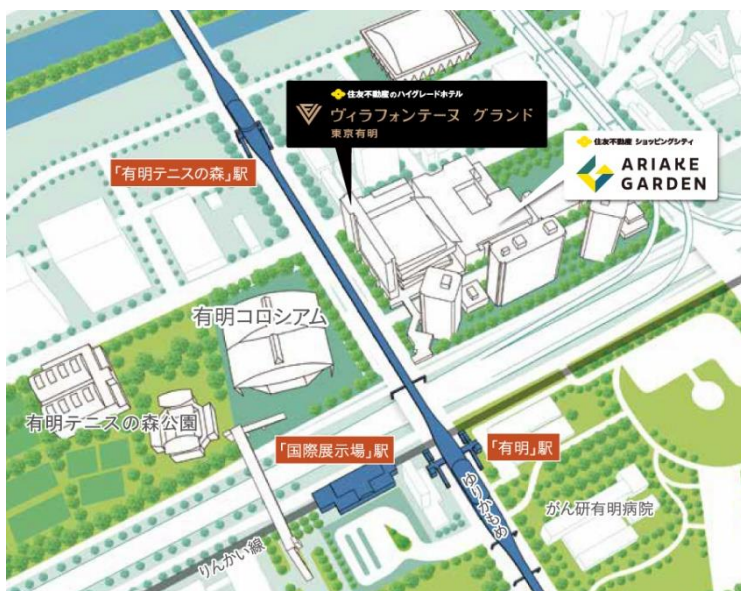 住友不動産のハイグレードホテル
ヴィラフォンテーヌ グランド
東京有明
住友不動産 ショッピングシティ
ARIAKE
GARDEN
「有明テニスの森」駅
有明コロシアム
有明テニスの森公園
「国際展示場」駅
「有明」駅
ゆりかもめ
がん研有明病院
りんかい線